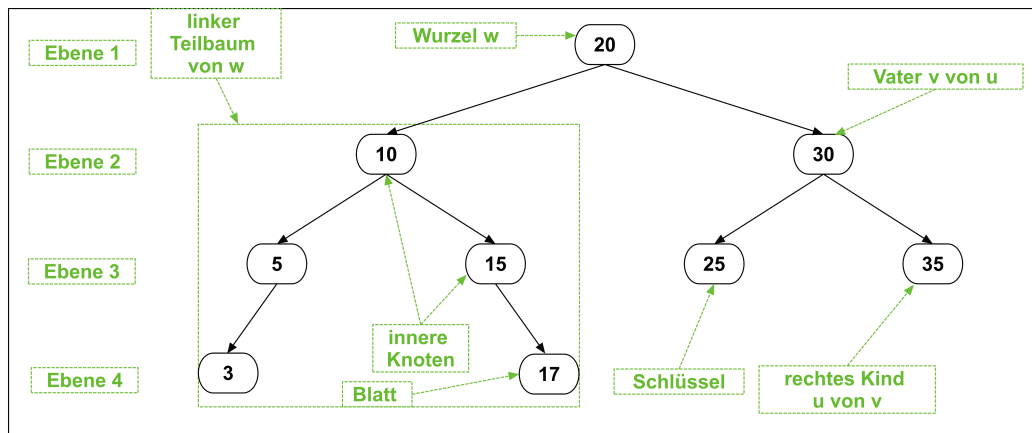 linker
Teilbaum
von w
Wurzel w
20
Ebene 1
Vater v von u
Ebene 2
10
30
Ebene 3
5
15
25
35
innere
Knoten
Ebene 4
3
Blatt
17
Schlüssel
rechtes Kind
u von v